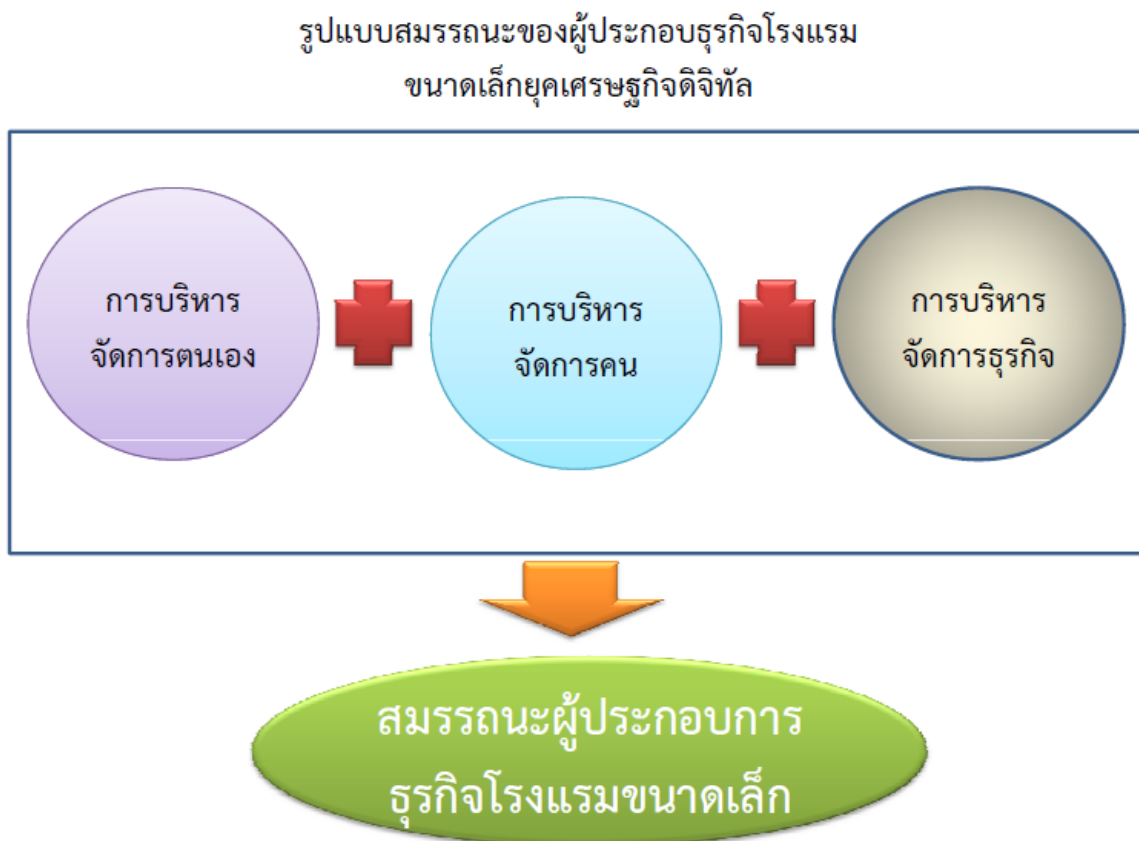 รูปแบบสมรรถนะของผู้ประกอบธุรกิจโรงแรม
ขนาดเล็กยุคเศรษฐกิจดิจิทัล
การบริหาร
จัดการตนเอง
การบริหาร
จัดการคน
การบริหาร
จัดการธุรกิจ
สมรรถนะผู้ประกอบการ
ธุรกิจโรงแรมขนาดเล็ก